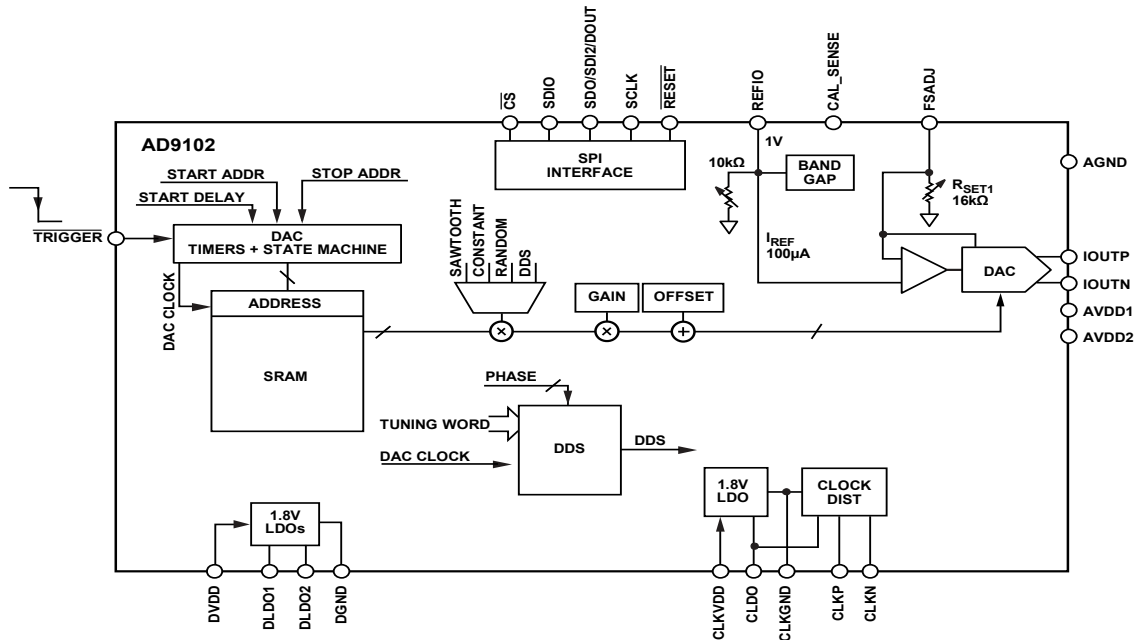 CS
SDIO
SDO/SDI2/DOUT
SCLK
RESET
REFIO
CAL_SENSE
FSADJ
AD9102
1V
AGND
START ADDR
STOP ADDR
START DELAY
SPI
INTERFACE
10kΩ
BAND
GAP
RSET1
16kΩ
TRIGGER
DAC
TIMERS + STATE MACHINE
SAWTOOTH
CONSTANT
RANDOM
DDS
IREF
100µA
DAC
IOUTP
IOUTN
DAC CLOCK
ADDRESS
GAIN
OFFSET
AVDD1
AVDD2
SRAM
PHASE
TUNING WORD
DDS
DDS
DAC CLOCK
1.8V
LDO
CLOCK
DIST
1.8V
LDOs
DVDD
DLDO1
DLDO2
DGND
CLKVDD
CLDO
CLKGND
CLKP
CLKN